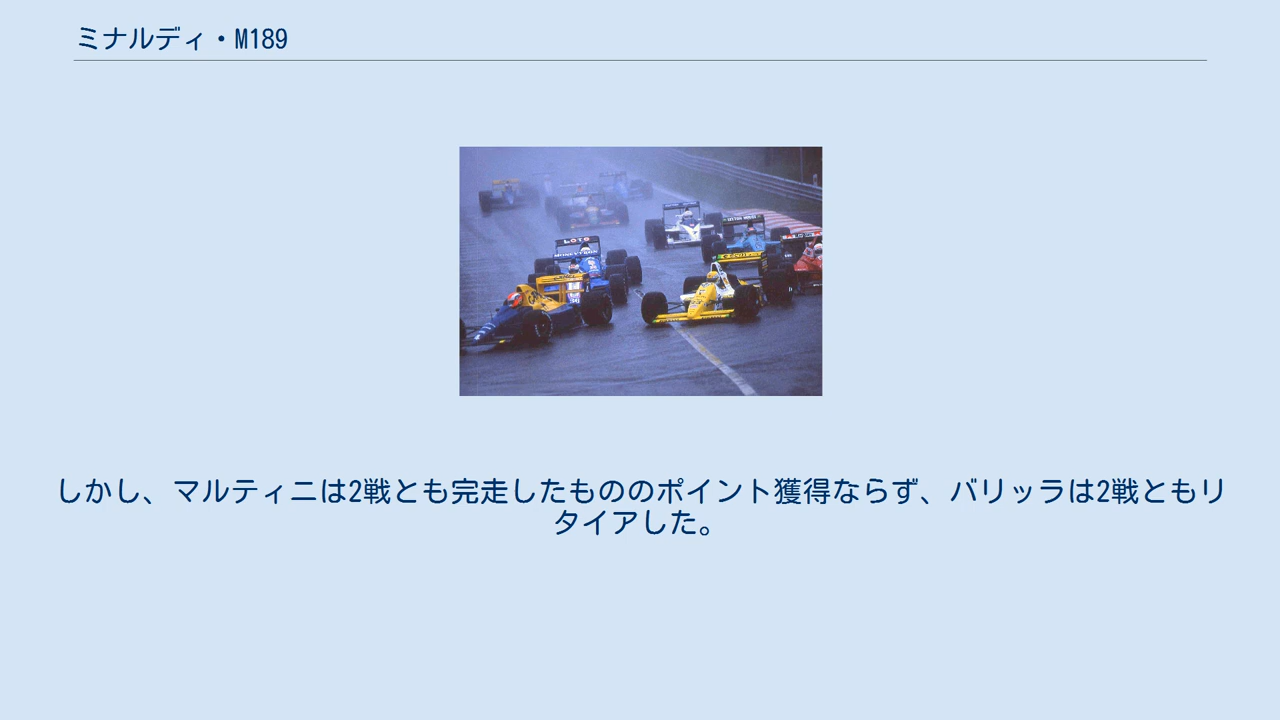 ミナルディ・M189
LOTO
しかし、マルティニは2戦とも完走したもののポイント獲得ならず、バリッラは2戦ともリ
タイアした。